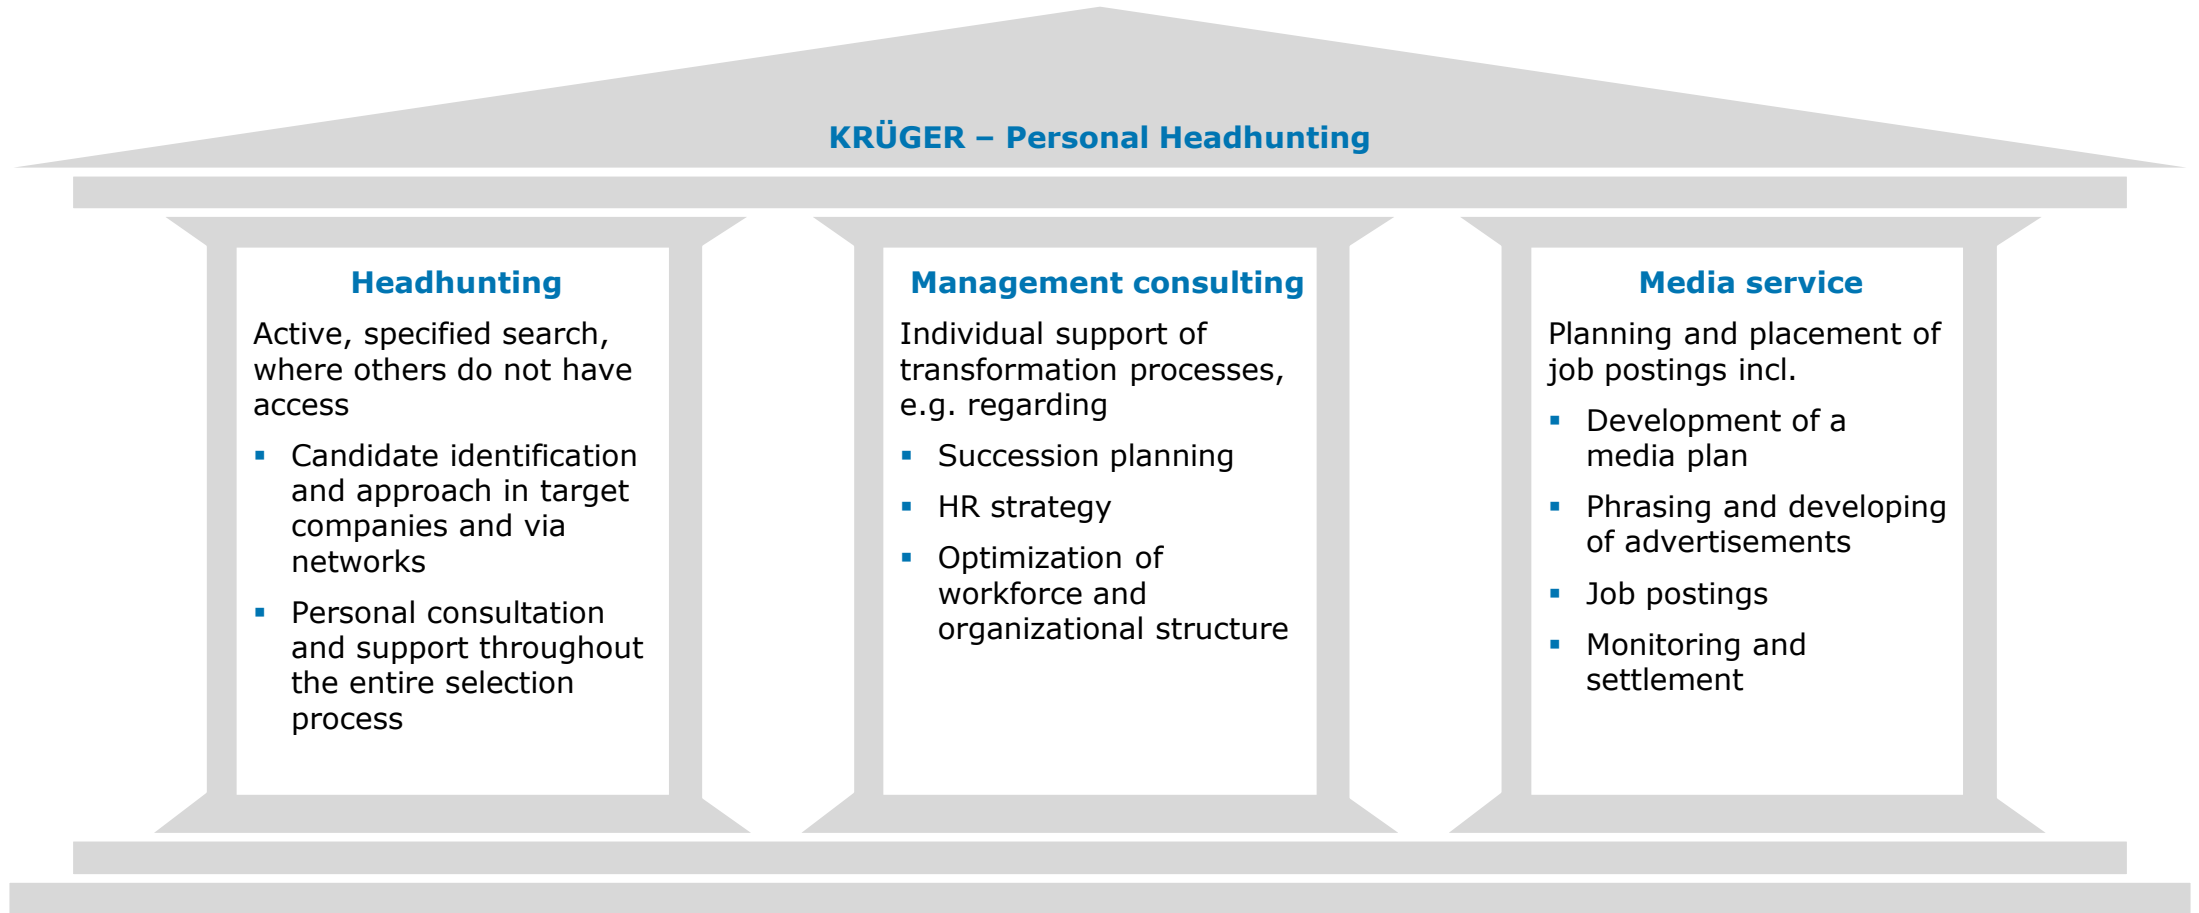 KRÜGER – Personal Headhunting
Headhunting
Active, specified search,
where others do not have
access
▪ Candidate identification
and approach in target
companies and via
networks
▪ Personal consultation
and support throughout
the entire selection
process
Management consulting
Individual support of
transformation processes,
e.g. regarding
▪ Succession planning
▪ HR strategy
▪ Optimization of
workforce and
organizational structure
Media service
Planning and placement of
job postings incl.
▪ Development of a
media plan
▪ Phrasing and developing
of advertisements
▪ Job postings
▪ Monitoring and
settlement